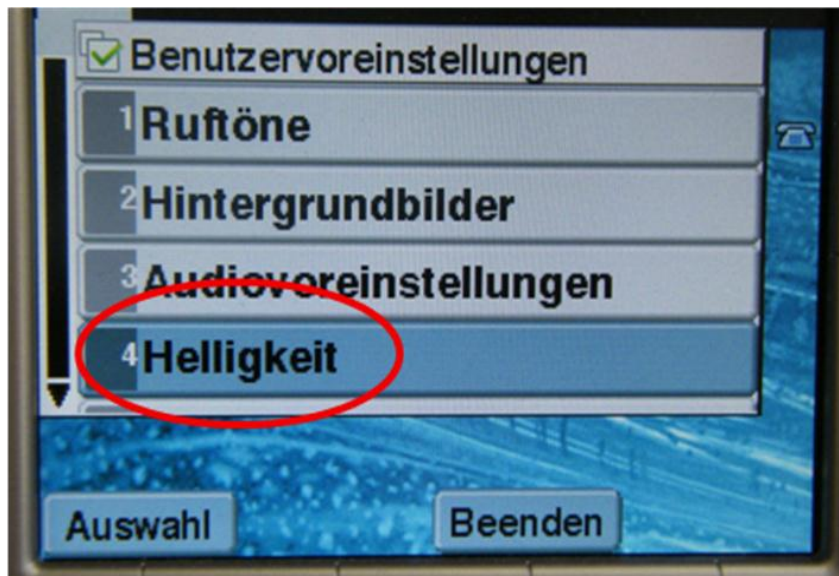 Benutzervoreinstellungen
1 Ruftöne
2 Hintergrundbilder
3 Audiovoreinstellungen
4 Helligkeit
Auswahl Beenden